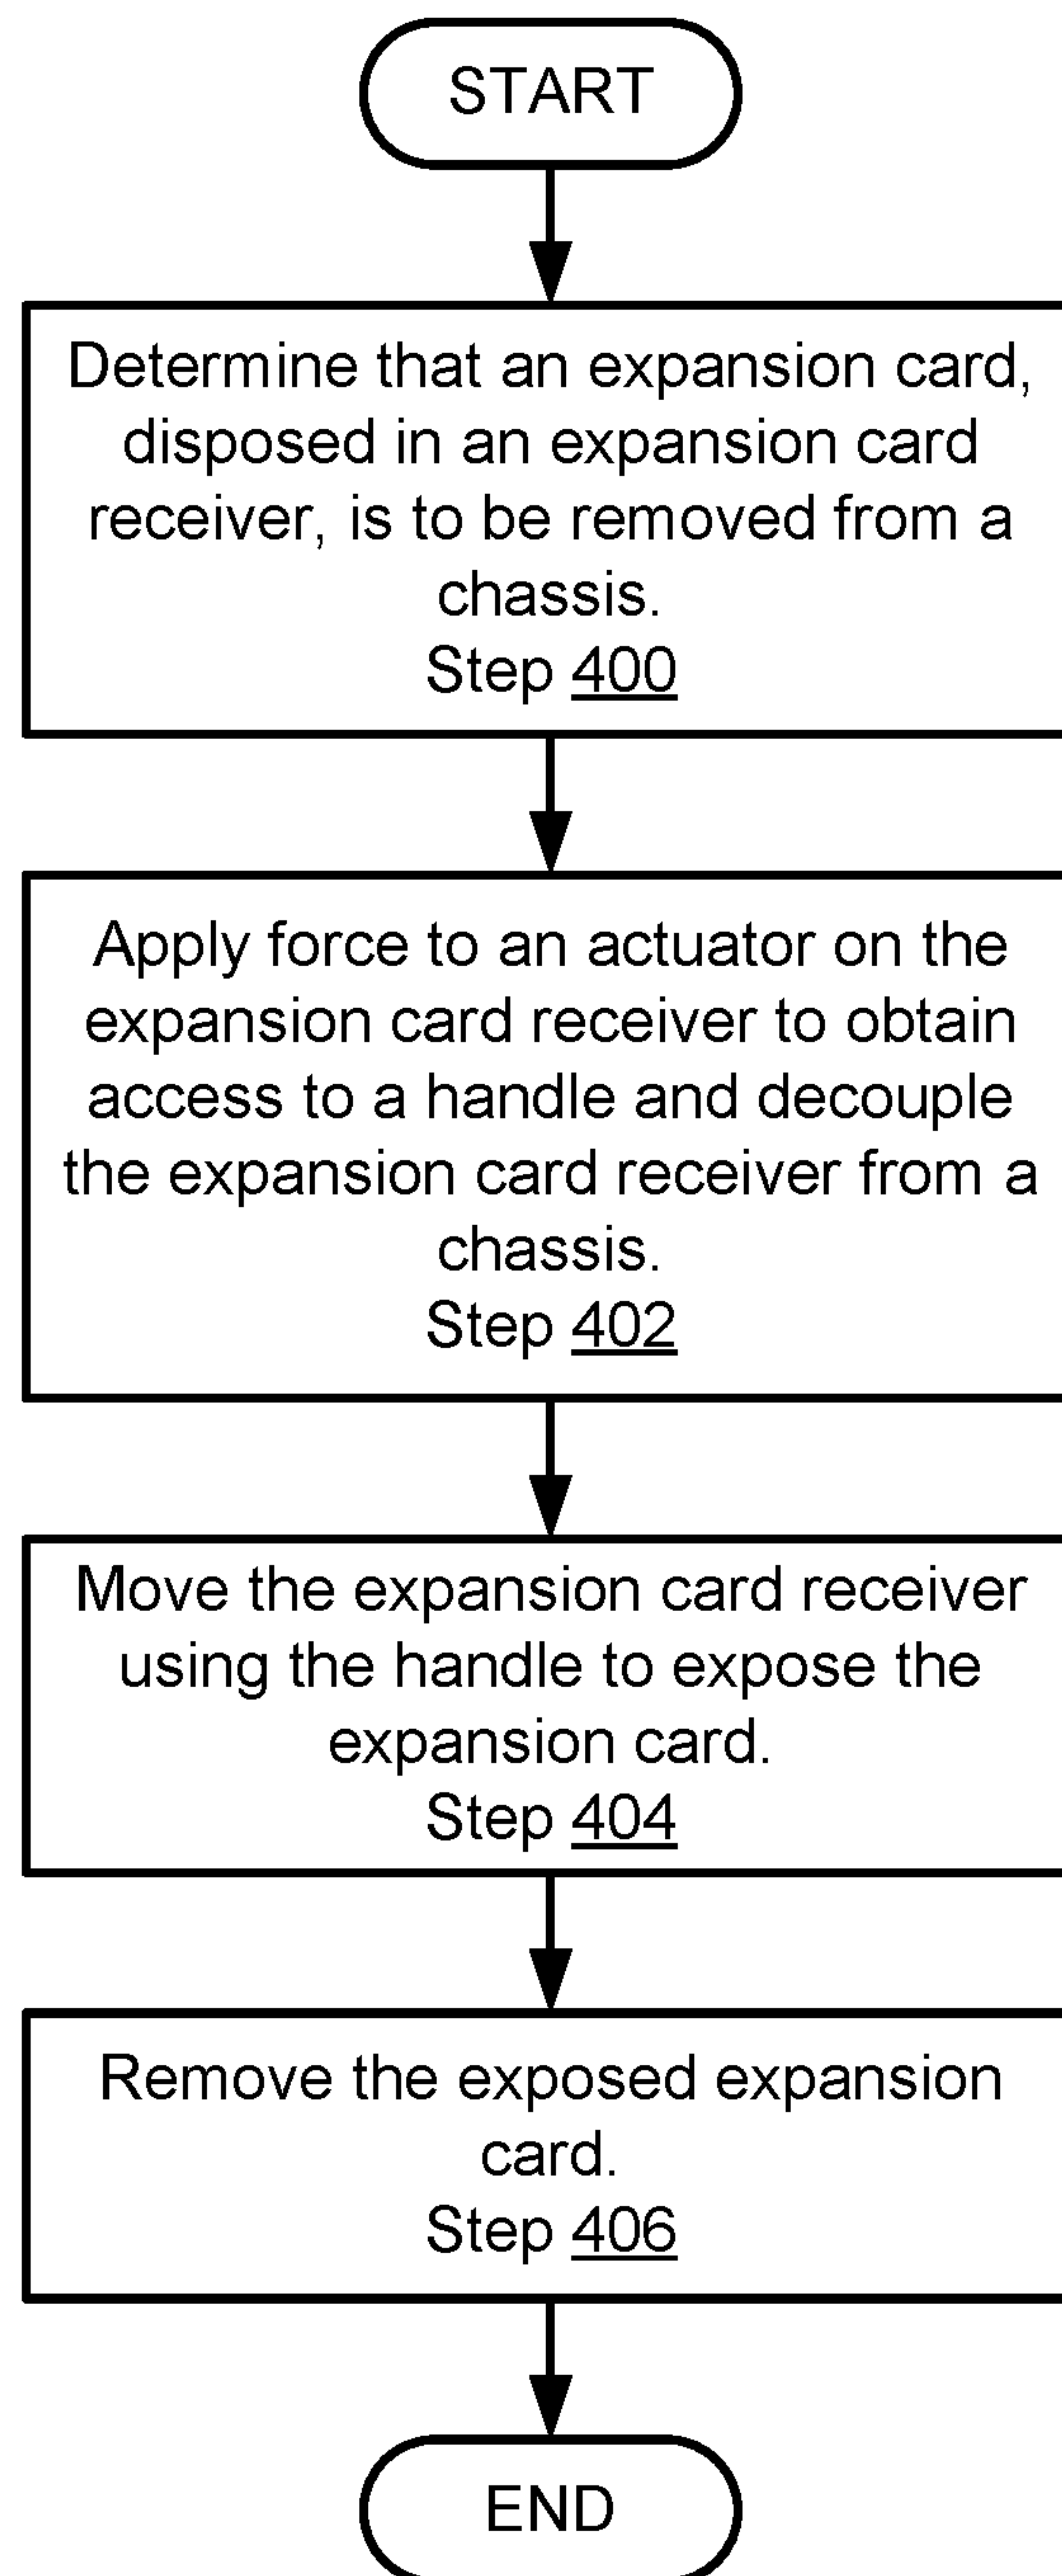 START
Determine that an expansion card,
disposed in an expansion card
receiver, is to be removed from a
chassis.
Step 400
Apply force to an actuator on the
expansion card receiver to obtain
access to a handle and decouple
the expansion card receiver from a
chassis.
Step 402
Move the expansion card receiver
using the handle to expose the
expansion card.
Step 404
Remove the exposed expansion
card.
Step 406
END